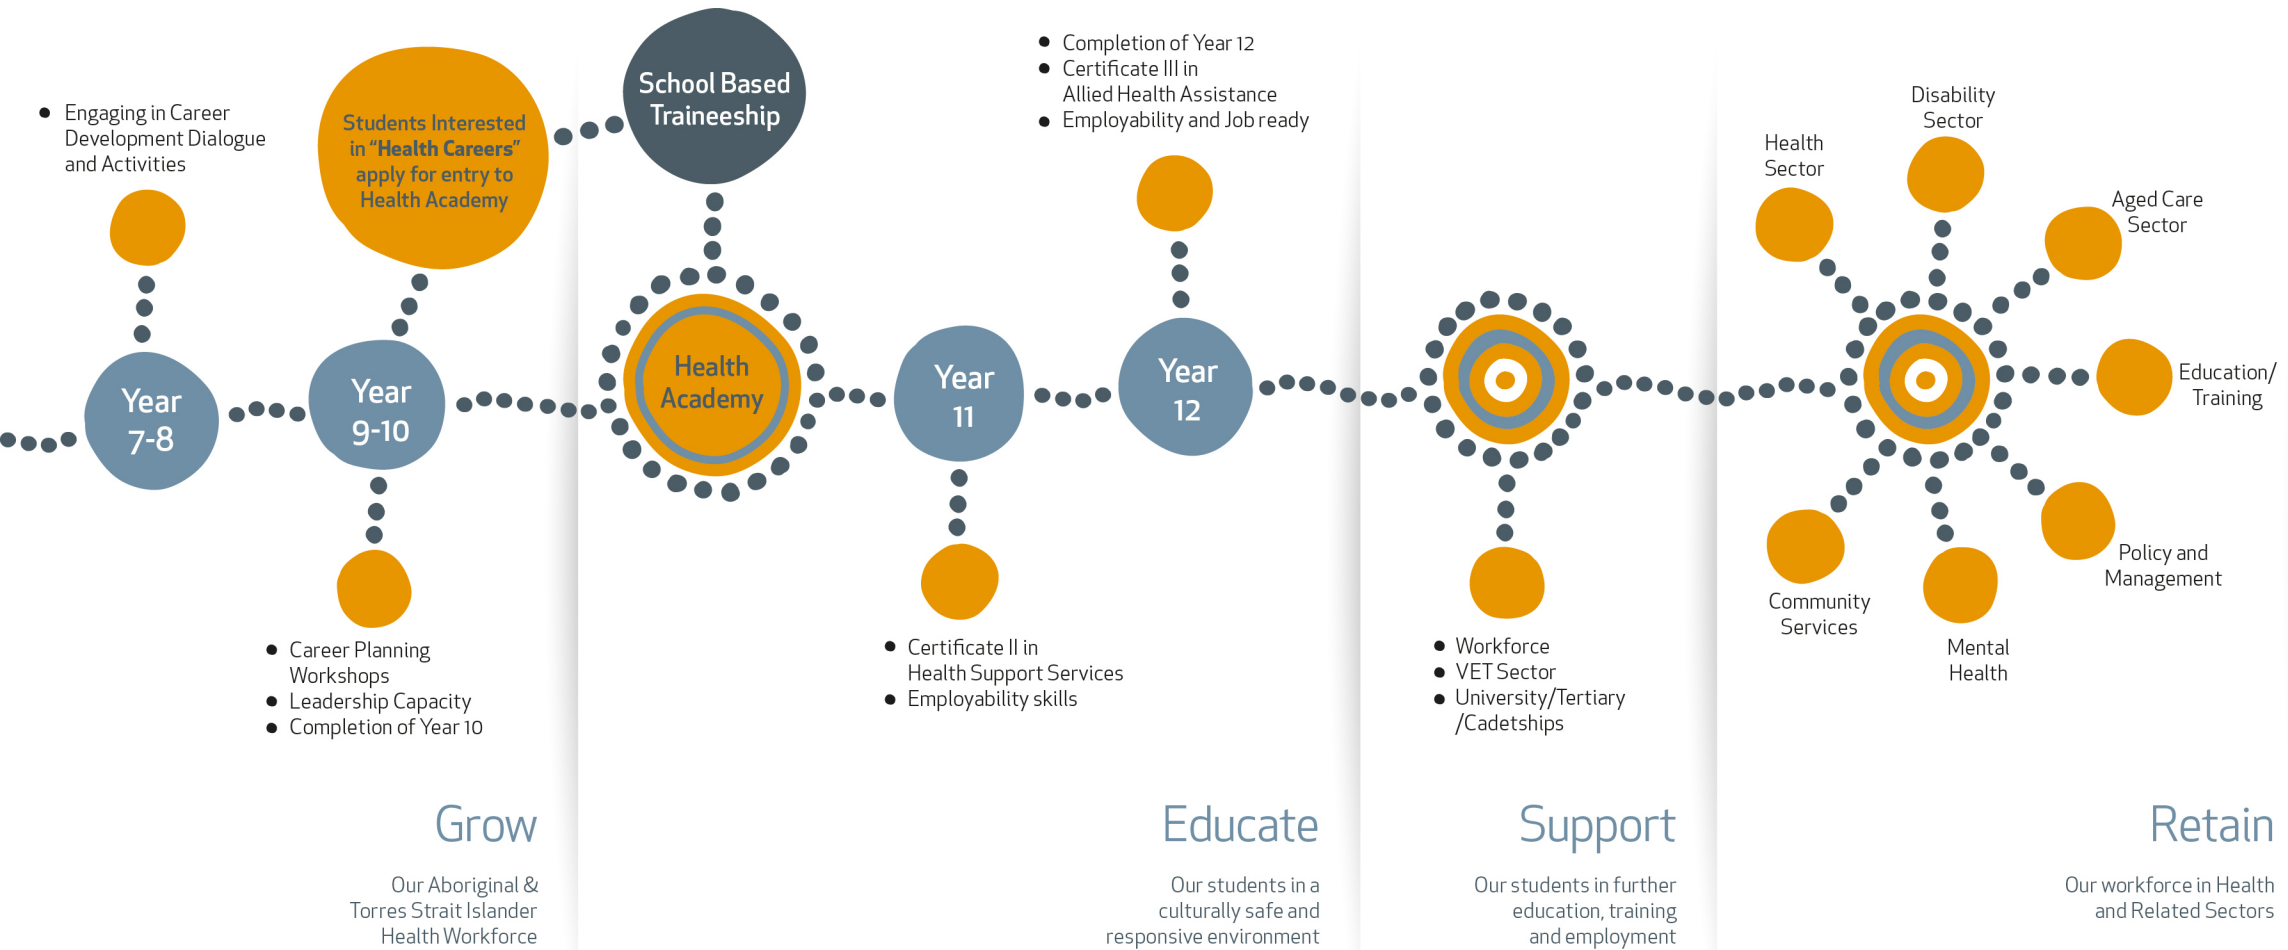 • Engaging in Career
Development Dialogue
and Activities
Year
7-8
Students Interested
in “Health Careers”
apply for entry to
Health Academy
Year
9-10
• Career Planning
Workshops
• Leadership Capacity
• Completion of Year 10
Grow
Our Aboriginal &
Torres Strait Islander
Health Workforce
School Based
Traineeship
Health
Academy
Year
11
• Certificate II in
Health Support Services
• Employability skills
• Completion of Year 12
• Certificate III in
Allied Health Assistance
• Employability and Job ready
Year
12
Educate
Our students in a
culturally safe and
responsive environment
• Workforce
• VET Sector
• University/Tertiary
/Cadetships
Support
Our students in further
education, training
and employment
Health
Sector
Disability
Sector
Aged Care
Sector
Education/
Training
Policy and
Management
Mental
Health
Community
Services
Retain
Our workforce in Health
and Related Sectors